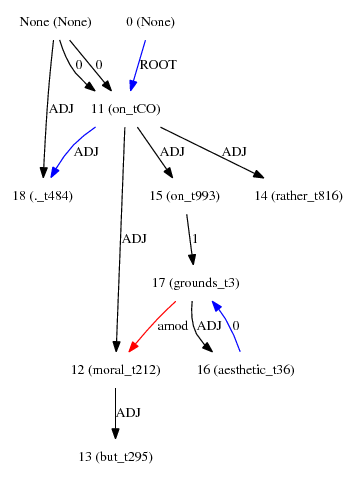 None (None) 0 (None)
0 0 ROOT
11 (on_tCO)
ADJ
ADJ ADJ ADJ
18 (._t484) 15 (on_t993) 14 (rather_t816)
ADJ 1
17 (grounds_t3)
amod ADJ 0
12 (moral_t212) 16 (aesthetic_t36)
ADJ
13 (but_t295)